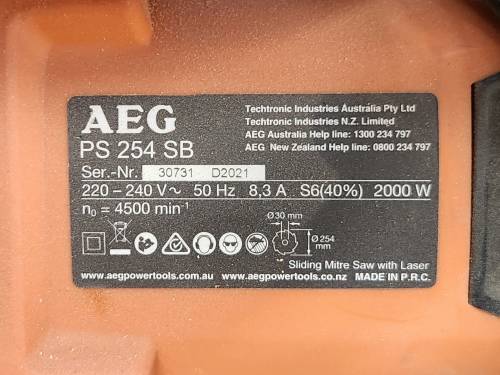 AEG
Techtronic Industries Australia Pty Ltd
Techtronic Industries N.Z. Limited
AEG Australia Help line: 1300 234 797
AEG New Zealand Help line: 0800 234 797
PS 254 SB
Ser.-Nr. 30731 D2021
220 – 240 V~ 50 Hz 8,3 A S6(40%) 2000 W
n₀ = 4500 min⁻¹
Ø 30 mm
Ø 254
mm
Sliding Mitre Saw with Laser
www.aegpowertools.com.au www.aegpowertools.co.nz MADE IN P.R.C.